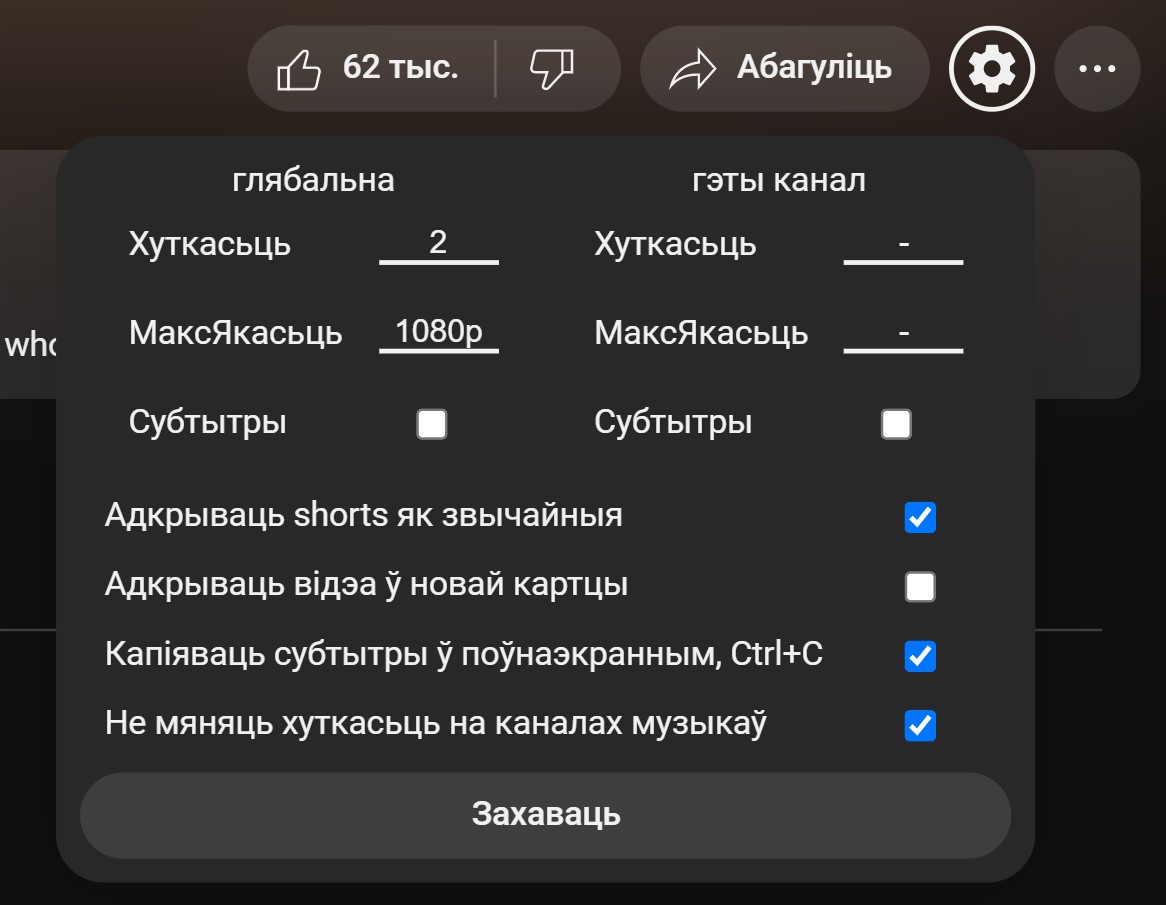 62 тыс.
Абагуліць
глябальна
гэты канал
Хуткасьць 2
Хуткасьць -
who
МаксЯкасьць 1080p
МаксЯкасьць -
Субтытры
Субтытры
Адкрываць shorts як звычайныя
Адкрываць відэа ў новай картцы
Капіяваць субтытры ў поўнаэкранным, Ctrl+C
Не мяняць хуткасьць на каналах музыкаў
Захаваць